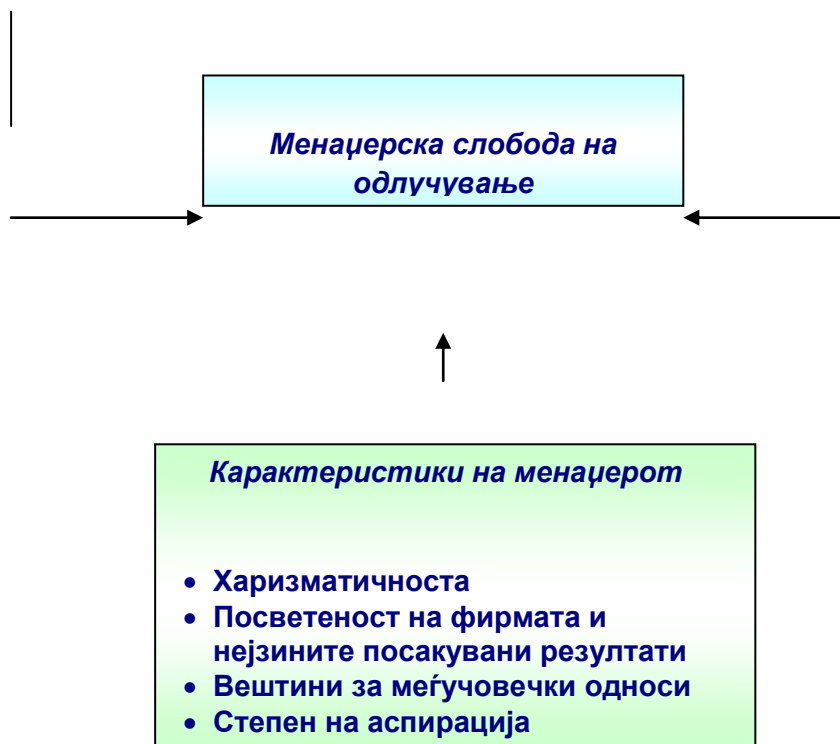 Менаџерска слобода на
одлучување
Карактеристики на менаџерот
• Харизматичноста
• Посветеност на фирмата и
нејзините посакувани резултати
• Вештини за меѓучовечки односи
• Степен на аспирација